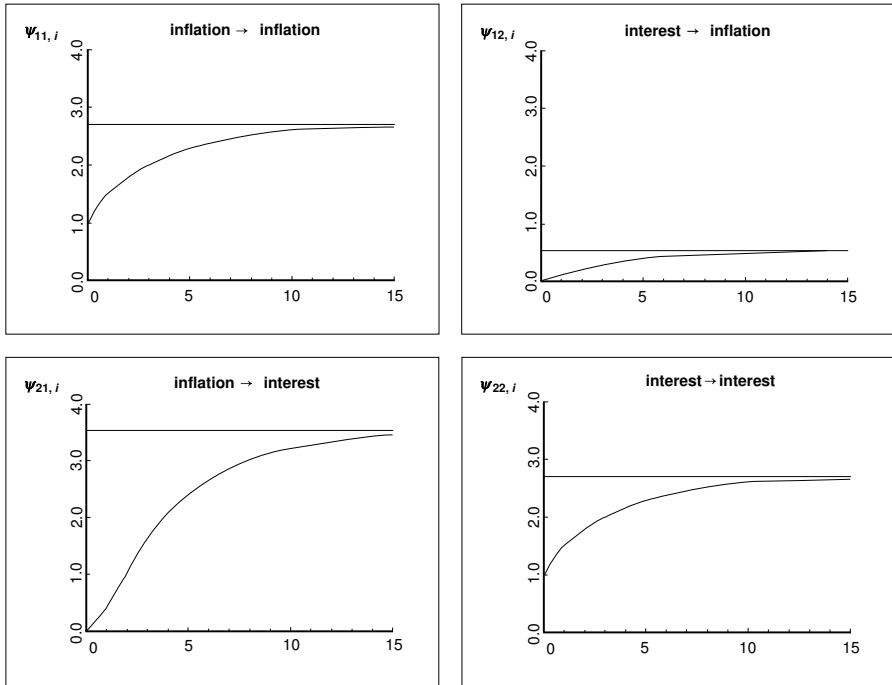 ψ11, i
inflation → inflation
4.0
3.0
2.0
1.0
0.0
0 5 10 15
ψ12, i
interest → inflation
4.0
3.0
2.0
1.0
0.0
0 5 10 15
ψ21, i
inflation → interest
4.0
3.0
2.0
1.0
0.0
0 5 10 15
ψ22, i
interest → interest
4.0
3.0
2.0
1.0
0.0
0 5 10 15